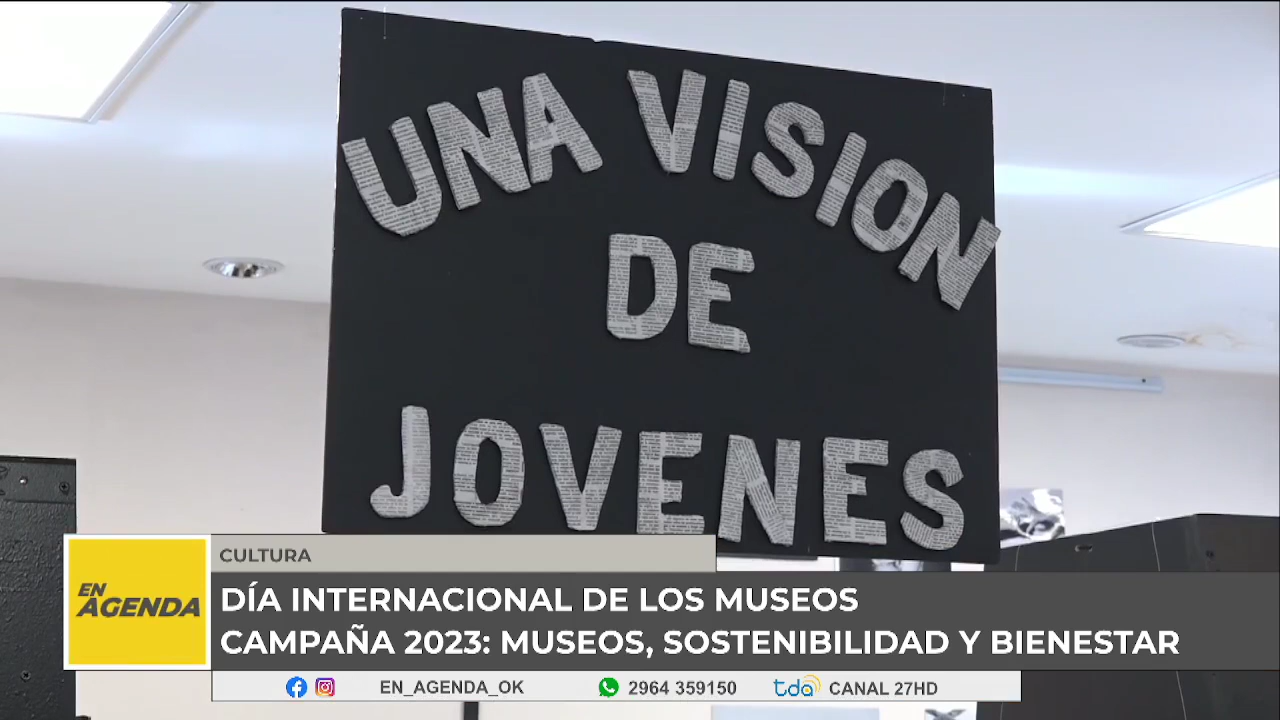 UNA VISION
DE
JOVENES
CULTURA
EN
AGENDA
DÍA INTERNACIONAL DE LOS MUSEOS
CAMPAÑA 2023: MUSEOS, SOSTENIBILIDAD Y BIENESTAR
EN_AGENDA_OK 2964 359150 tda CANAL 27HD